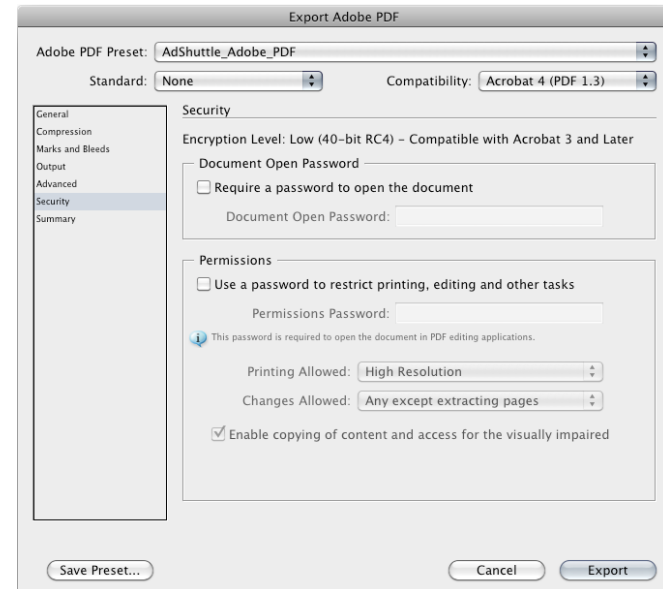 Export Adobe PDF
Adobe PDF Preset: AdShuttle_Adobe_PDF
Standard: None Compatibility: Acrobat 4 (PDF 1.3)
General
Compression
Marks and Bleeds
Output
Advanced
Security
Summary
Security
Encryption Level: Low (40-bit RC4) – Compatible with Acrobat 3 and Later
Document Open Password
Require a password to open the document
Document Open Password:
Permissions
Use a password to restrict printing, editing and other tasks
Permissions Password:
This password is required to open the document in PDF editing applications.
Printing Allowed: High Resolution
Changes Allowed: Any except extracting pages
Enable copying of content and access for the visually impaired
Save Preset... Cancel Export